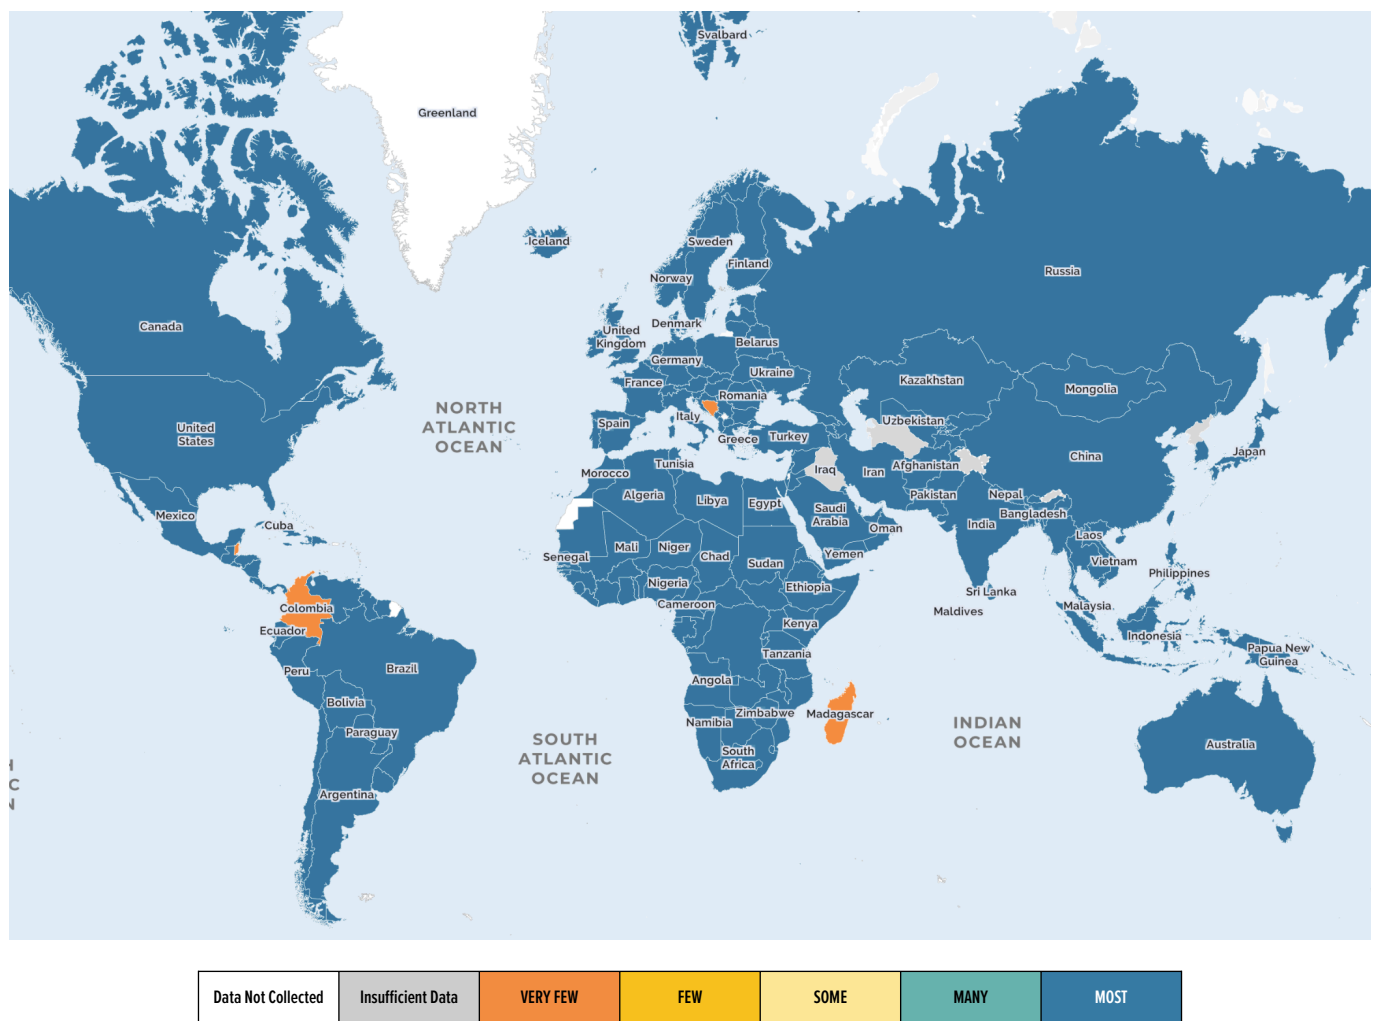 Svalbard
Greenland
Iceland
Sweden
Finland
Norway
Russia
Canada
United
Kingdom
Denmark
Belarus
Germany
Ukraine
France
Kazakhstan
Mongolia
Romania
NORTH
ATLANTIC
OCEAN
United
States
Spain
Italy
Greece
Turkey
Uzbekistan
Japan
China
Tunisia
Morocco
Iraq
Iran
Afghanistan
Algeria
Libya
Egypt
Pakistan
Nepal
Mexico
Cuba
Saudi
Arabia
Oman
India
Bangladesh
Laos
Senegal
Mali
Niger
Chad
Sudan
Yemen
Vietnam
Philippines
Nigeria
Ethiopia
Sri Lanka
Colombia
Cameroon
Maldives
Malaysia
Ecuador
Kenya
Indonesia
Papua New
Guinea
Tanzania
Peru
Brazil
Angola
Bolivia
Zimbabwe
Madagascar
Namibia
INDIAN
OCEAN
Paraguay
SOUTH
ATLANTIC
OCEAN
South
Africa
Australia
C
Argentina
Data Not Collected
Insufficient Data
VERY FEW
FEW
SOME
MANY
MOST